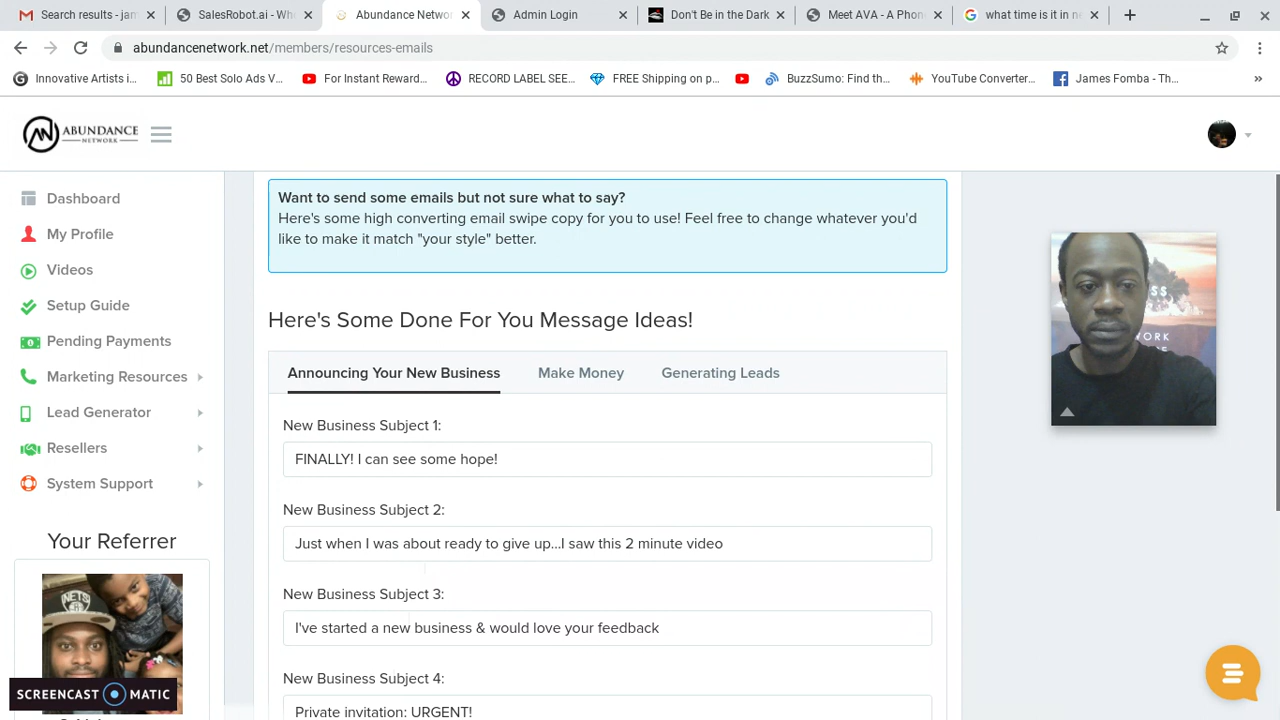 Search results - jam
SalesRobot.ai - Whe
Abundance Networ
Admin Login
Don't Be in the Dark
Meet AVA - A Phon
what time is it in ne
abundancenetwork.net/members/resources-emails
Innovative Artists i...
50 Best Solo Ads V...
For Instant Reward...
RECORD LABEL SEE...
FREE Shipping on p...
BuzzSumo: Find th...
YouTube Converter...
James Fomba - Th...
»
ABUNDANCE
NETWORK
Dashboard
My Profile
Videos
Setup Guide
Pending Payments
Marketing Resources
Lead Generator
Resellers
System Support
Your Referrer
NETS
SCREENCAST MATIC
Want to send some emails but not sure what to say?
Here's some high converting email swipe copy for you to use! Feel free to change whatever you'd
like to make it match "your style" better.
Here's Some Done For You Message Ideas!
Announcing Your New Business
Make Money
Generating Leads
New Business Subject 1:
FINALLY! I can see some hope!
New Business Subject 2:
Just when I was about ready to give up...I saw this 2 minute video
New Business Subject 3:
I've started a new business & would love your feedback
New Business Subject 4:
Private invitation: URGENT!